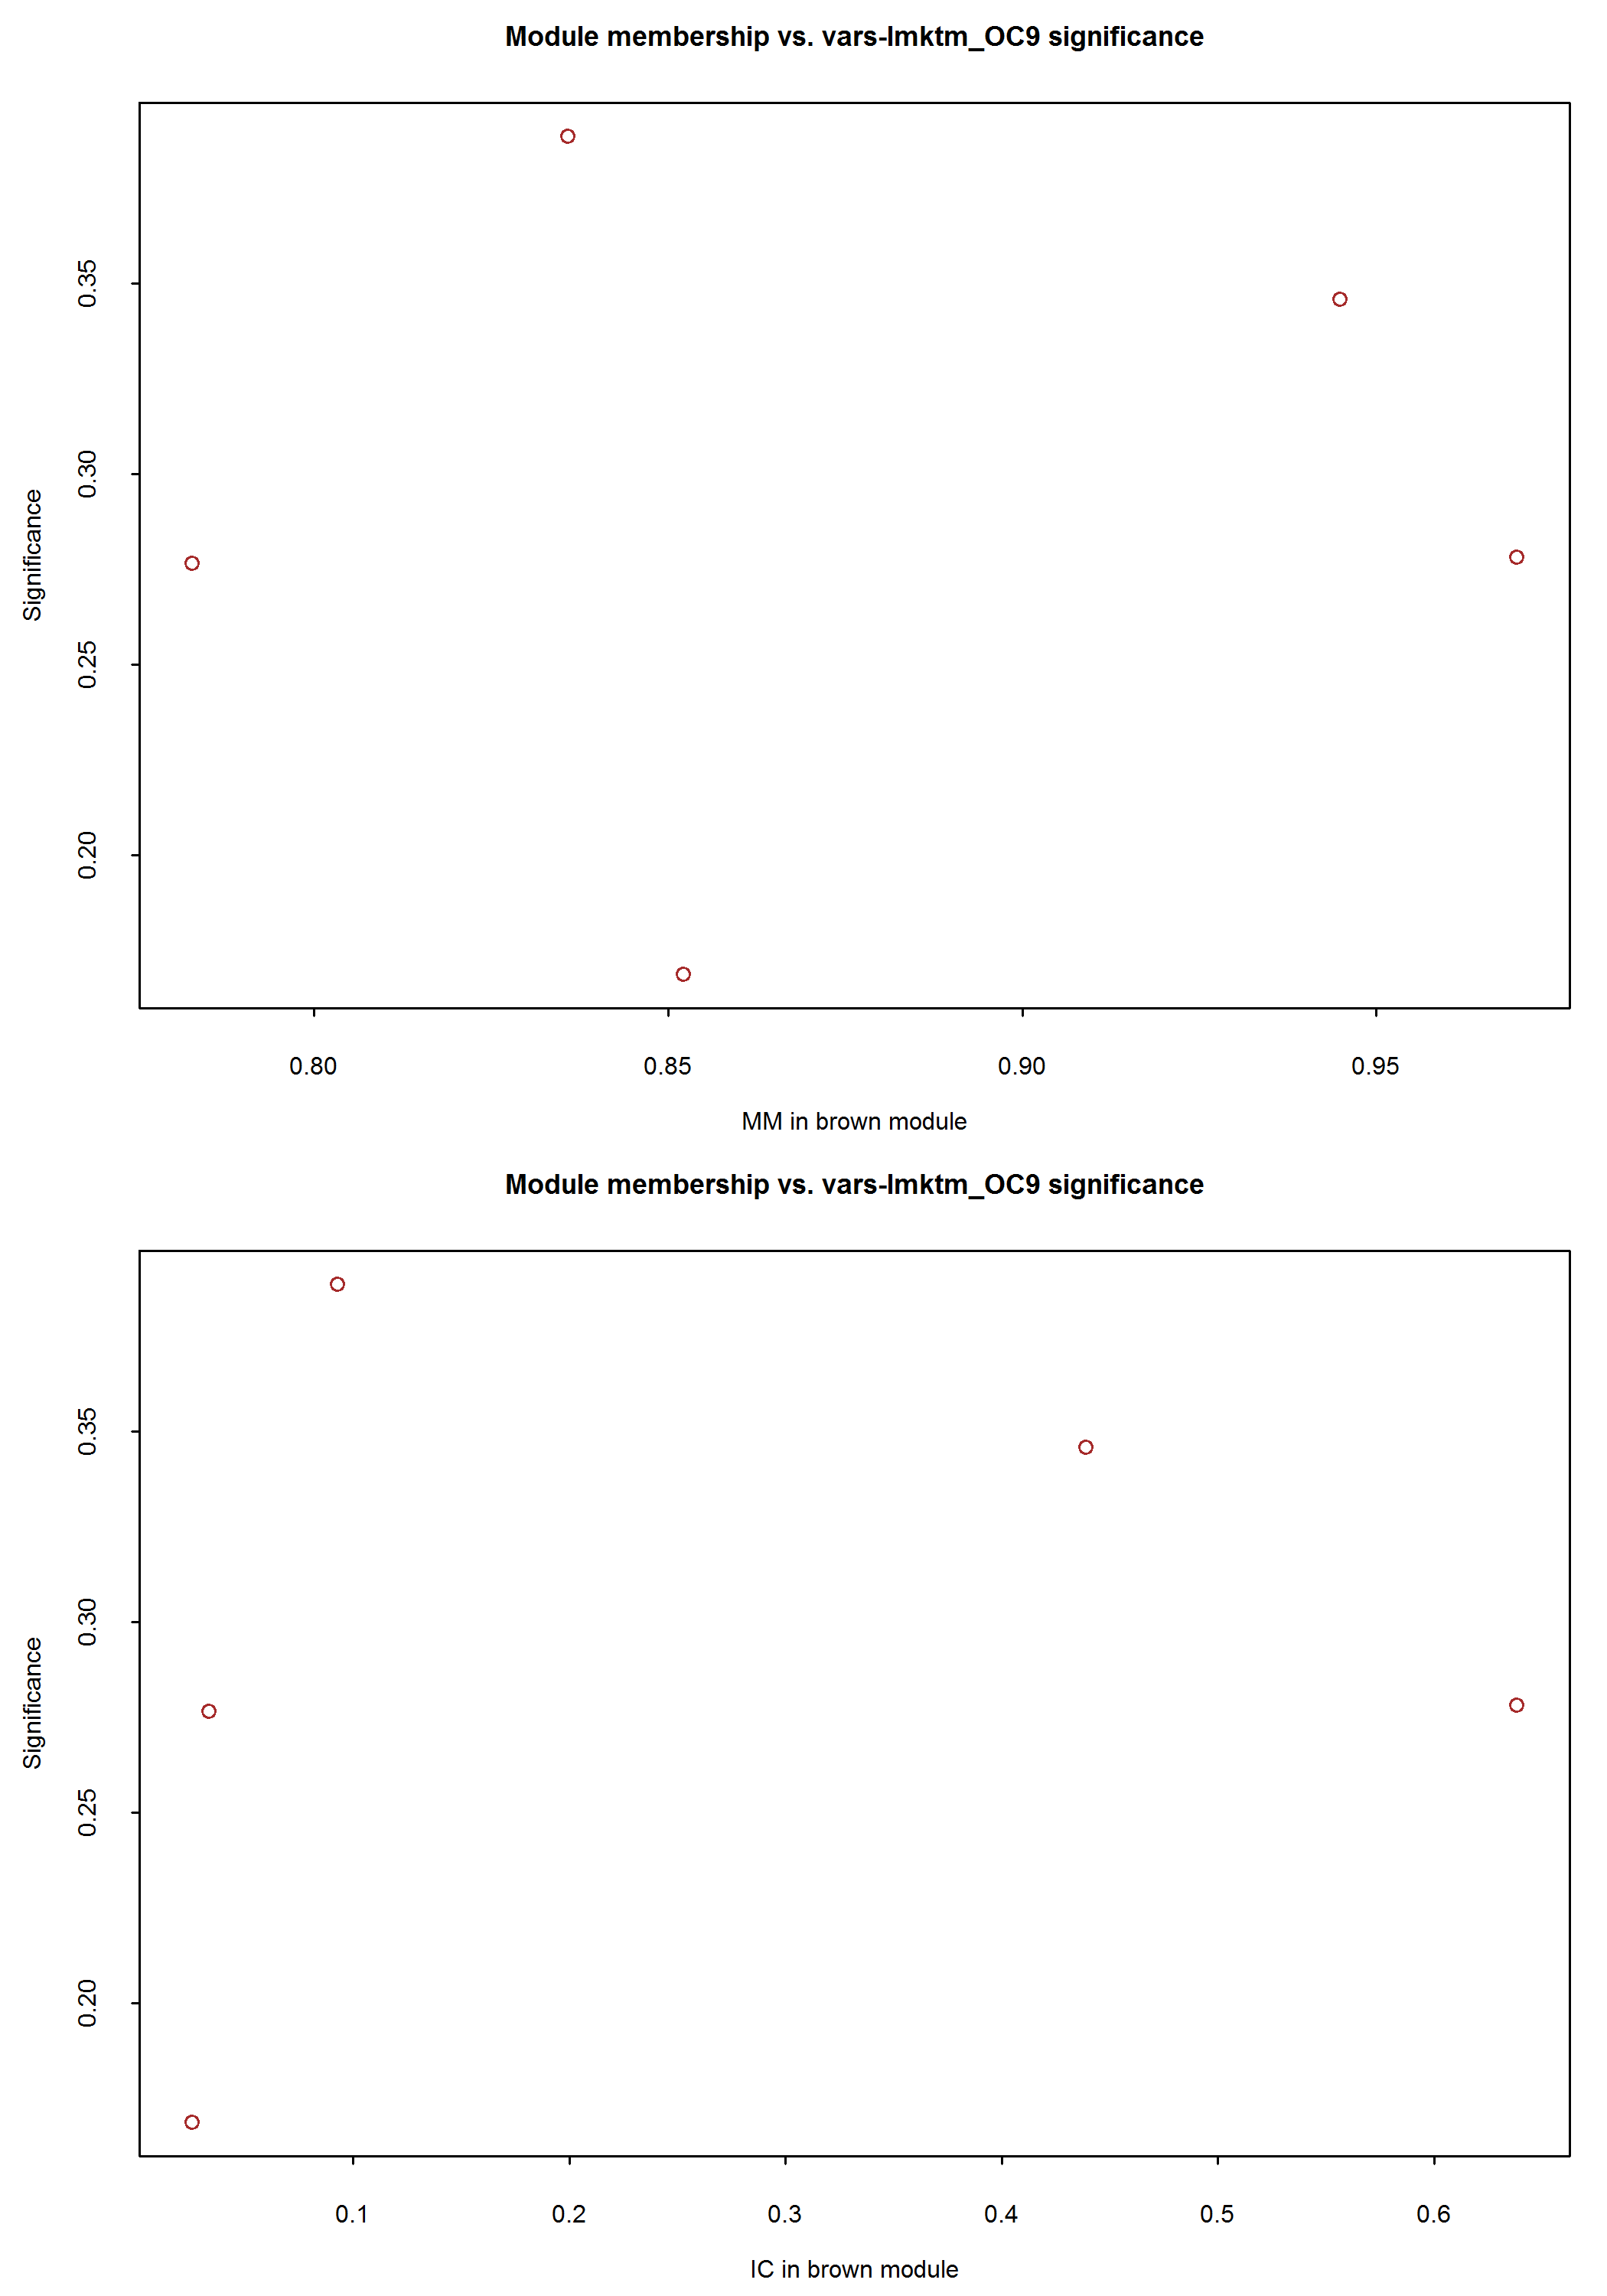 Module membership vs. vars-lmktm_OC9 significance
Significance
0.35
0.30
0.25
0.20
0.80 0.85 0.90 0.95
MM in brown module
Module membership vs. vars-lmktm_OC9 significance
Significance
0.35
0.30
0.25
0.20
0.1 0.2 0.3 0.4 0.5 0.6
IC in brown module